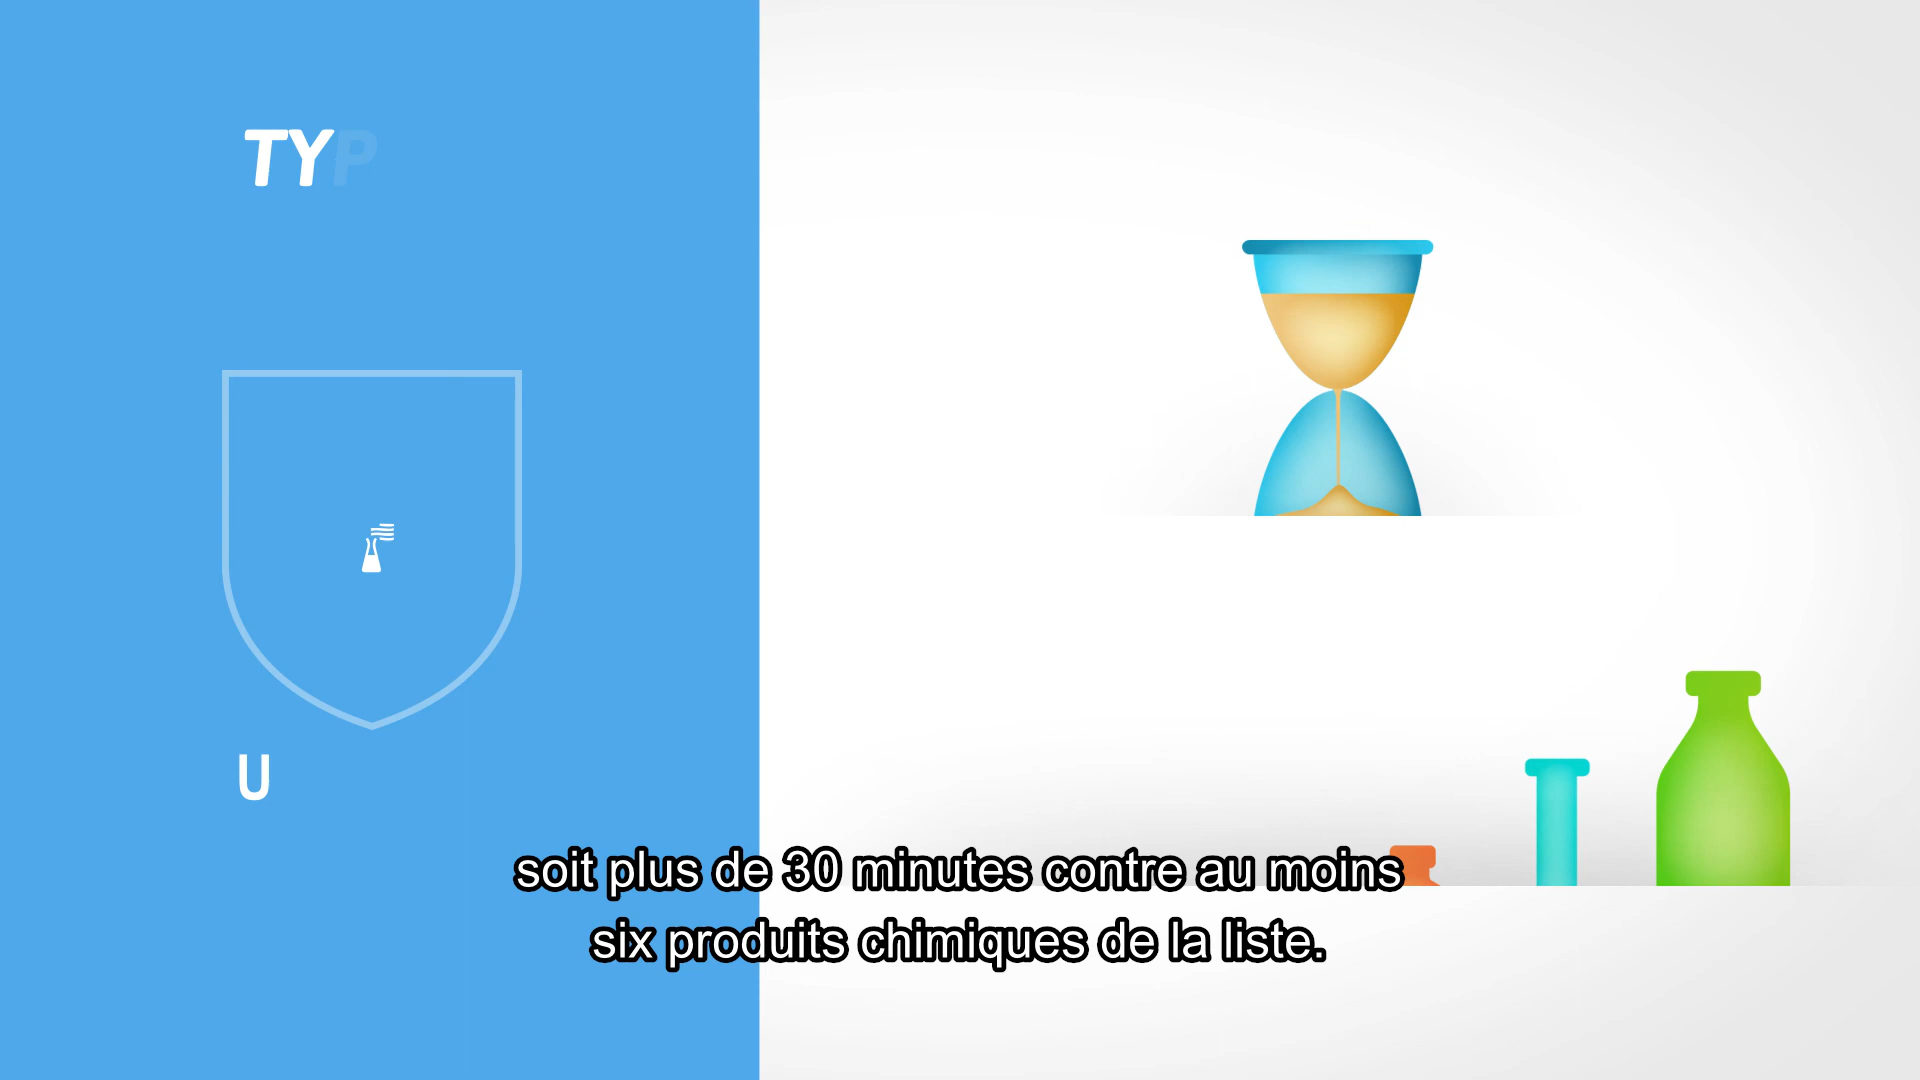 TYP
U
soit plus de 30 minutes contre au moins
six produits chimiques de la liste.